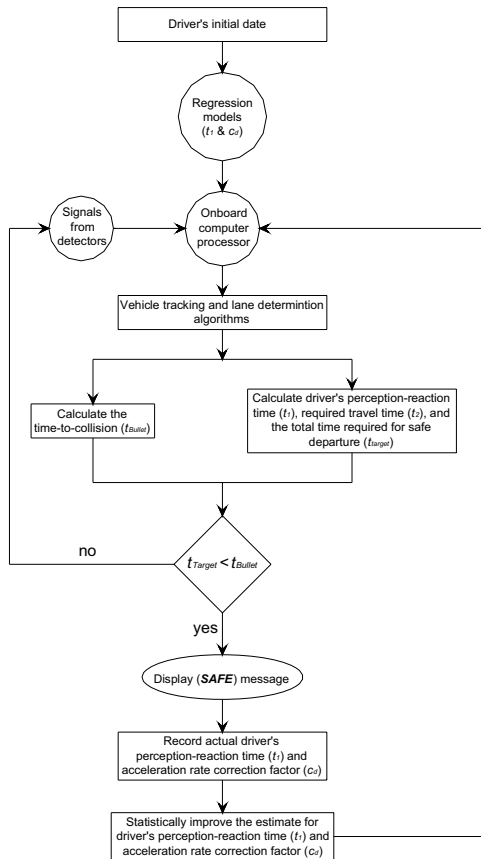 Driver's initial date
Regression
models
(t1 & cd)
Signals
from
detectors
Onboard
computer
processor
Vehicle tracking and lane determintion
algorithms
Calculate the
time-to-collision (tBullet)
Calculate driver's perception-reaction
time (t1), required travel time (t2), and
the total time required for safe
departure (ttarget)
no
tTarget < tBullet
yes
Display (SAFE) message
Record actual driver's
perception-reaction time (t1) and
acceleration rate correction factor (cd)
Statistically improve the estimate for
driver's perception-reaction time (t1) and
acceleration rate correction factor (cd)